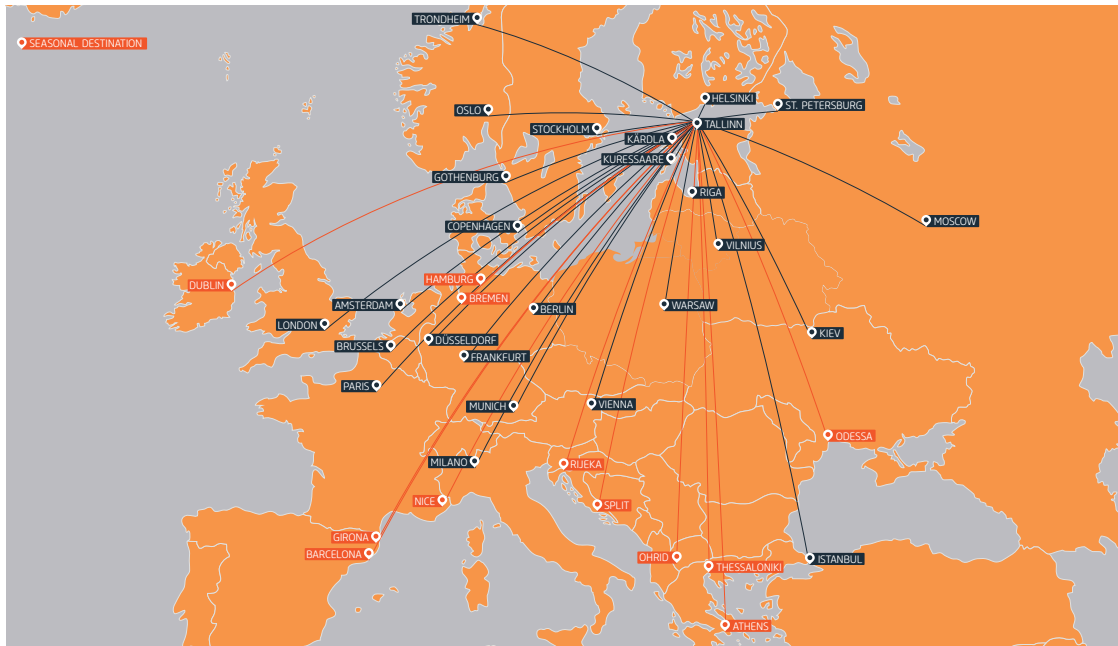 TRONDHEIM
SEASONAL DESTINATION
HELSINKI
ST. PETERSBURG
OSLO
TALLINN
STOCKHOLM
KÄRDLA
KURESSAARE
GOTHENBURG
RIGA
MOSCOW
COPENHAGEN
VILNIUS
HAMBURG
DUBLIN
BREMEN
AMSTERDAM
BERLIN
WARSAW
LONDON
KIEV
BRUSSELS
DÜSSELDORF
FRANKFURT
PARIS
MUNICH
VIENNA
ODESSA
MILANO
RIJEKA
NICE
SPLIT
GIRONA
BARCELONA
OHRID
THESSALONIKI
ISTANBUL
ATHENS